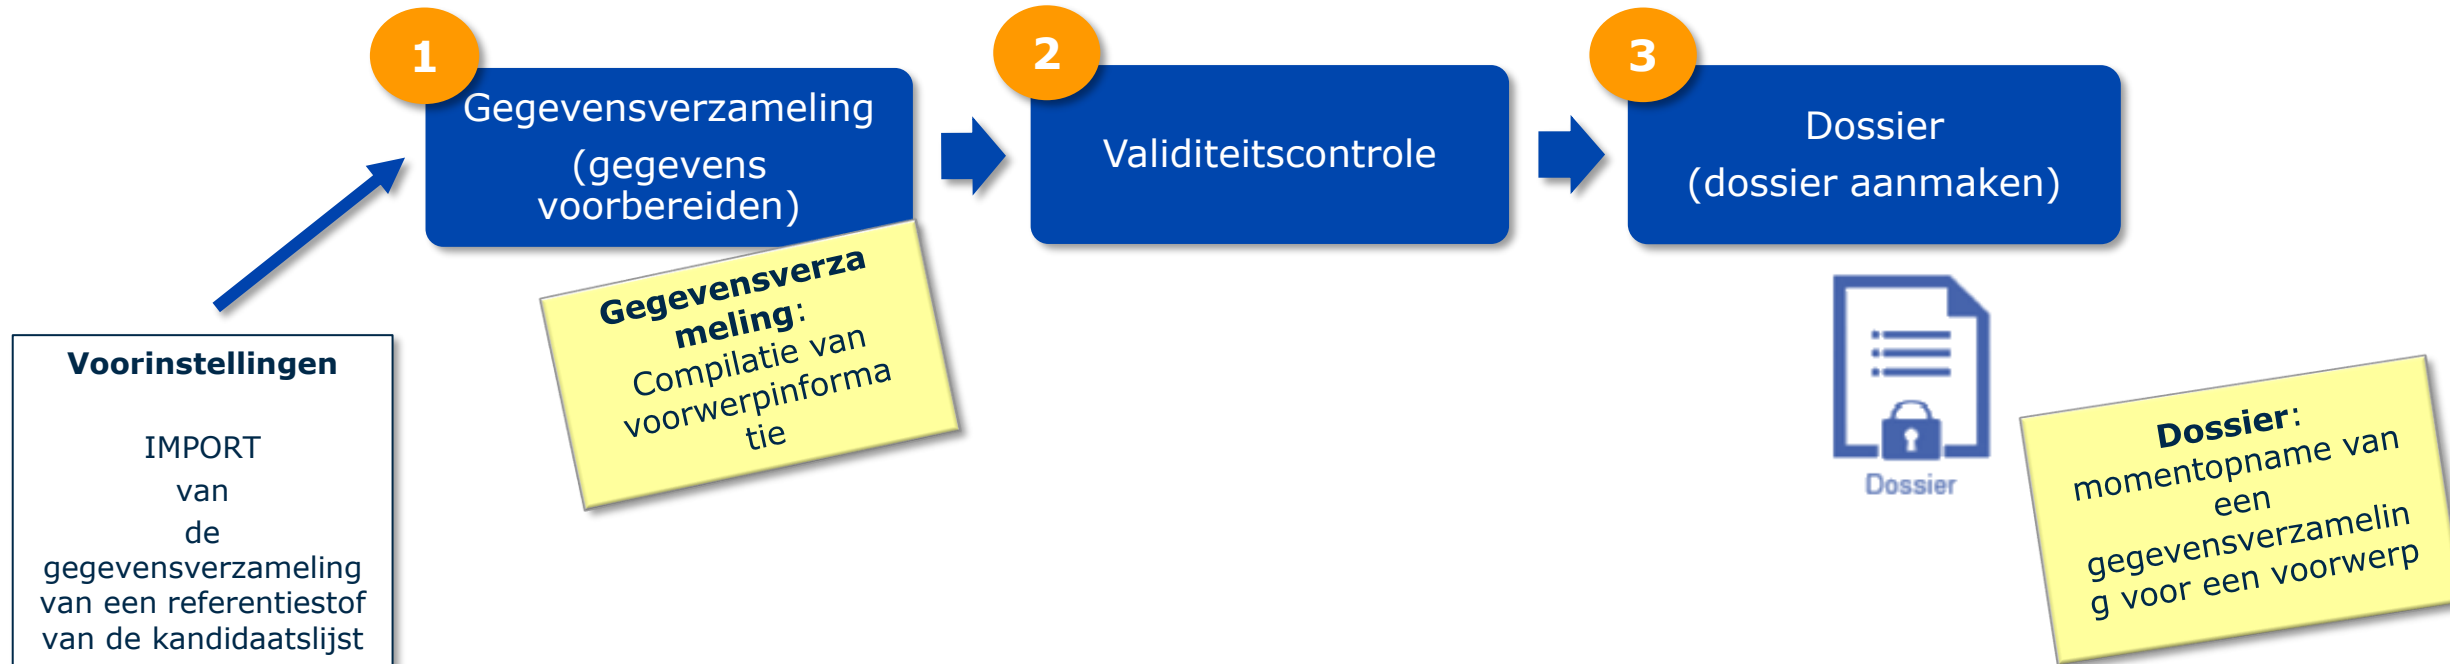 1
Gegevensverzameling
(gegevens
voorbereiden)
2
Validiteitscontrole
3
Dossier
(dossier aanmaken)
Gegevensverza
meling:
Compilatie van
voorwerpinforma
tie
Voorinstellingen
IMPORT
van
de
gegevensverzameling
van een referentiestof
van de kandidaatslijst
Dossier
Dossier:
momentopname van
een
gegevensverzamelin
g voor een voorwerp